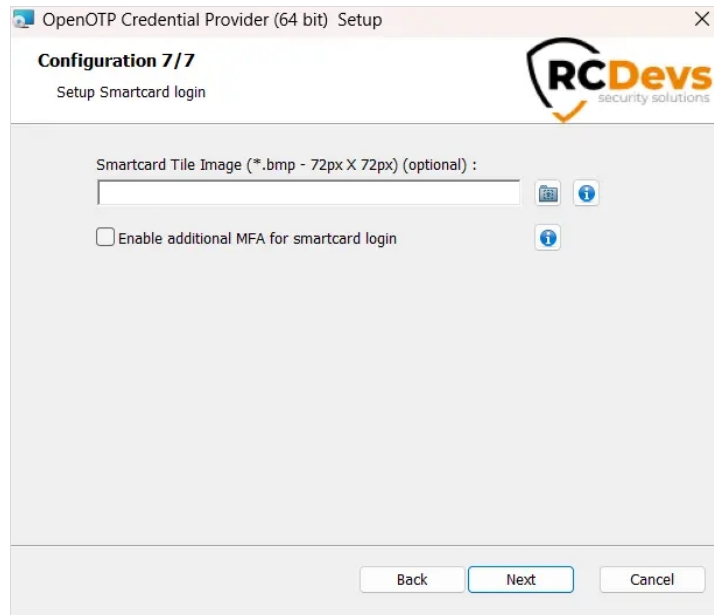 OpenOTP Credential Provider (64 bit) Setup
Configuration 7/7
Setup Smartcard login
RCDevs
security solutions
Smartcard Tile Image (*.bmp - 72px X 72px) (optional) :
Enable additional MFA for smartcard login
Back
Next
Cancel